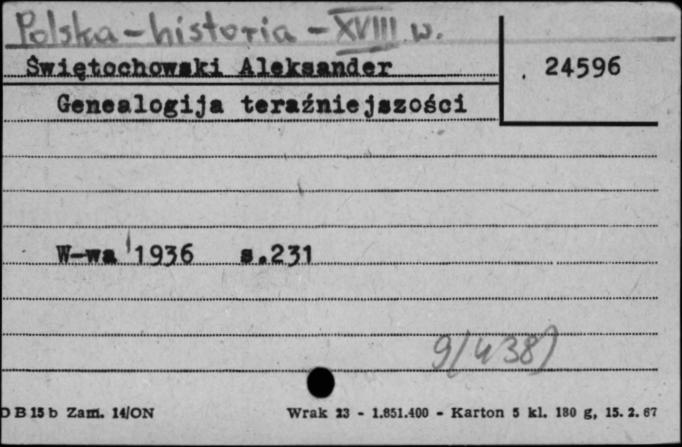 Polska - historia - XVIII w.
Świętochowski Aleksander
24596
Genealogija teraźniejszości
W-wa 1936 s.231
9/(438)
D B 15 b Zam. 14/ON
Wrak 23 - 1.851.400 - Karton 5 kl. 180 g, 15. 2. 67